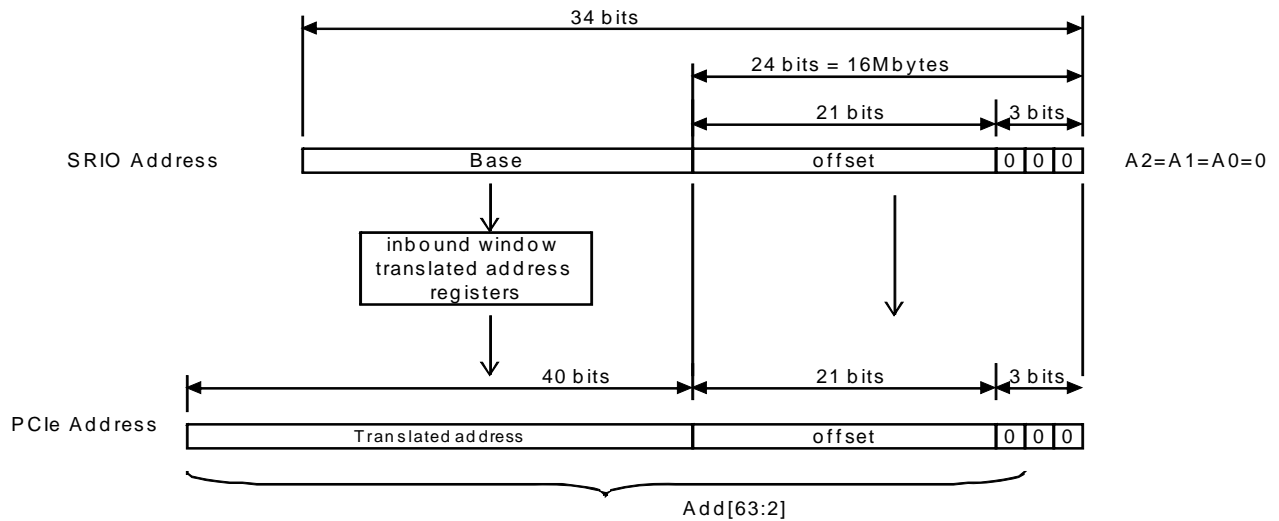 34 bits
24 bits = 16Mbytes
21 bits
3 bits
SRIO Address
Base
offset
0 0 0
A2=A1=A0=0
inbound window
translated address
registers
40 bits
21 bits
3 bits
PCIe Address
Translated address
offset
0 0 0
Add[63:2]